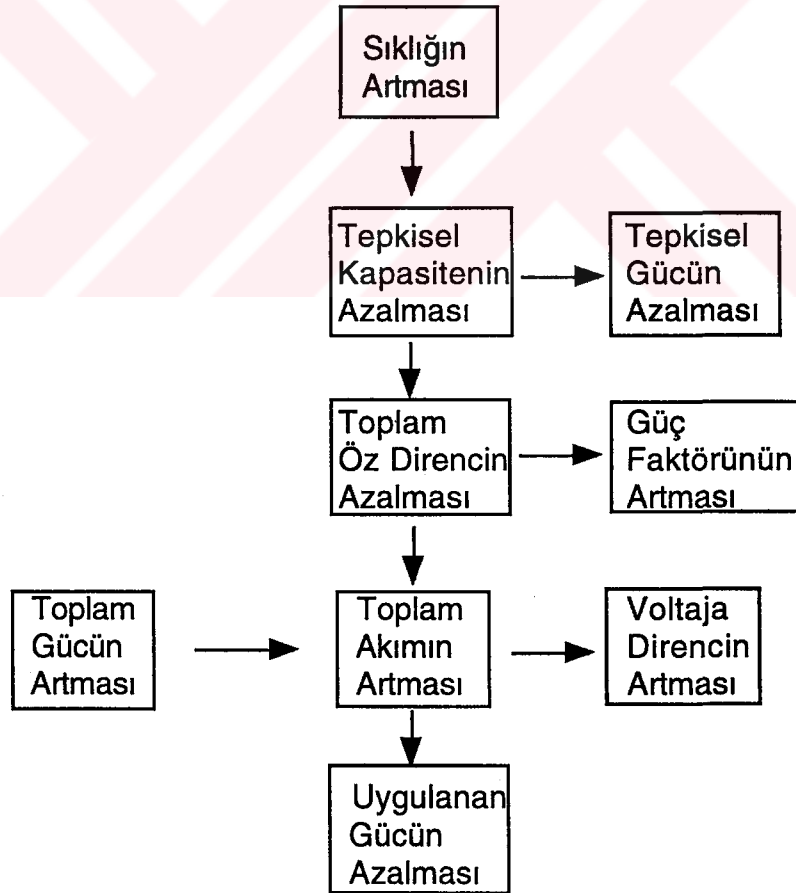 Sıklığın
Artması
Tepkisel
Kapasitenin
Azalması
Tepkisel
Gücün
Azalması
Toplam
Öz Direncin
Azalması
Güç
Faktörünün
Artması
Toplam
Gücün
Artması
Toplam
Akımın
Artması
Voltaja
Direncin
Artması
Uygulanan
Gücün
Azalması